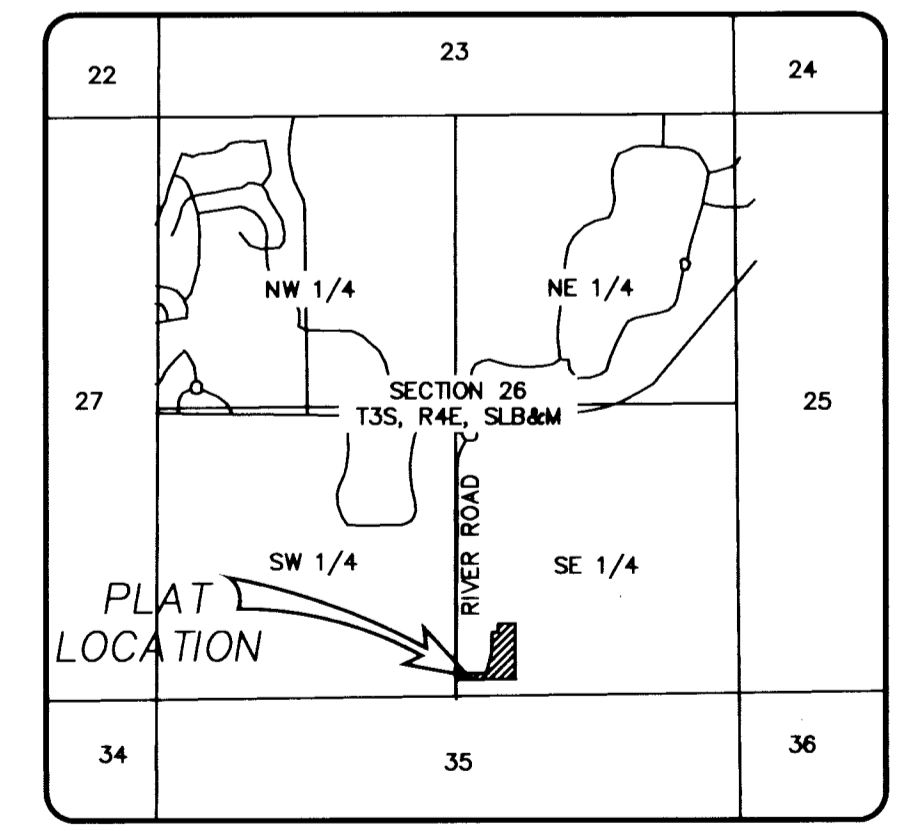 22
23
24
NW 1/4
NE 1/4
27
SECTION 26
T3S, R4E, SLB&M
25
RIVER ROAD
SW 1/4
SE 1/4
PLAT
LOCATION
34
35
36